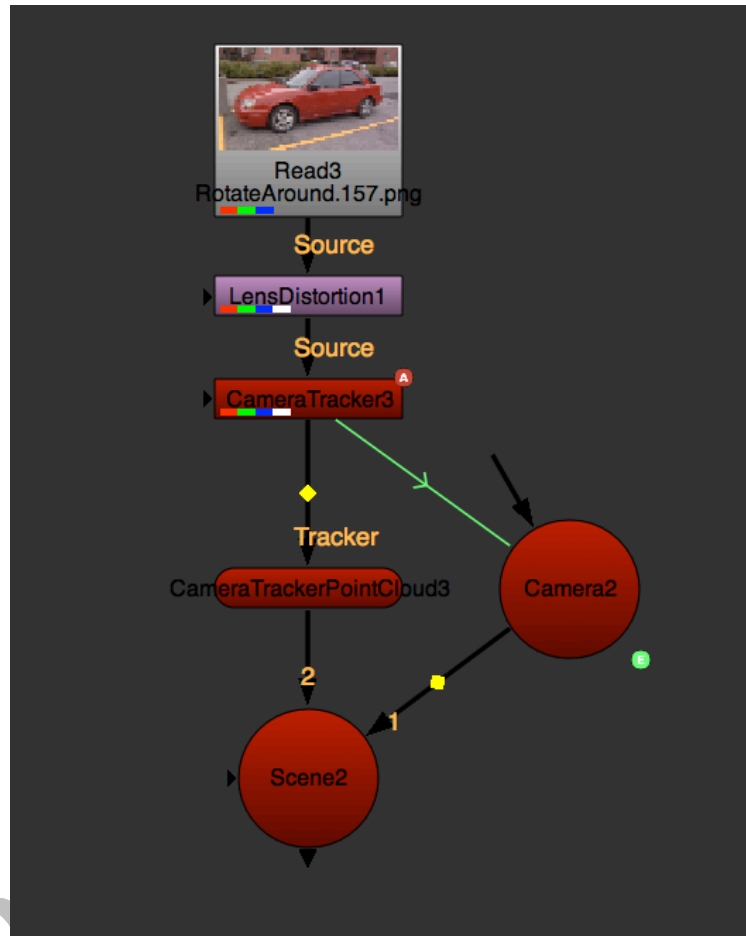 Read3
RotateAround.157.png
Source
LensDistortion1
Source
A
CameraTracker3
Tracker
CameraTrackerPointCloud3
Camera2
E
2
1
Scene2